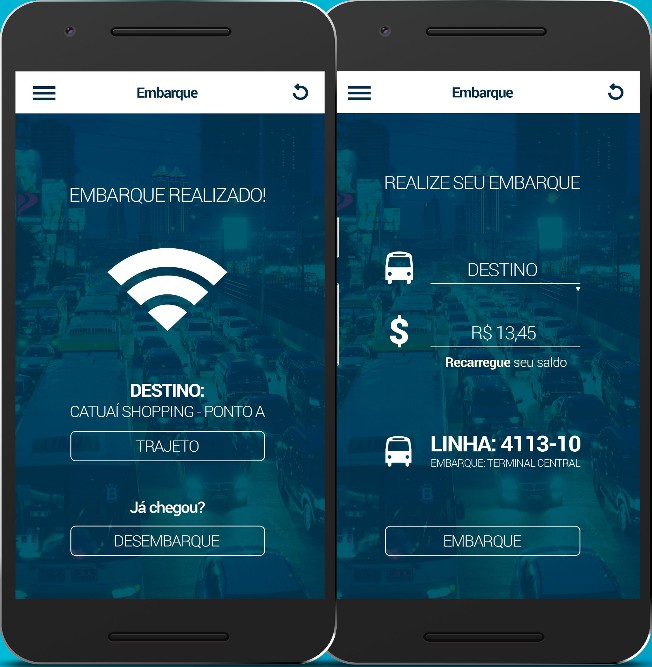 Embarque
EMBARQUE REALIZADO!
DESTINO:
CATUAÍ SHOPPING - PONTO A
TRAJETO
Já chegou?
DESEMBARQUE
Embarque
REALIZE SEU EMBARQUE
DESTINO
$
R$ 13,45
Recarregue seu saldo
LINHA: 4113-10
EMBARQUE: TERMINAL CENTRAL
EMBARQUE